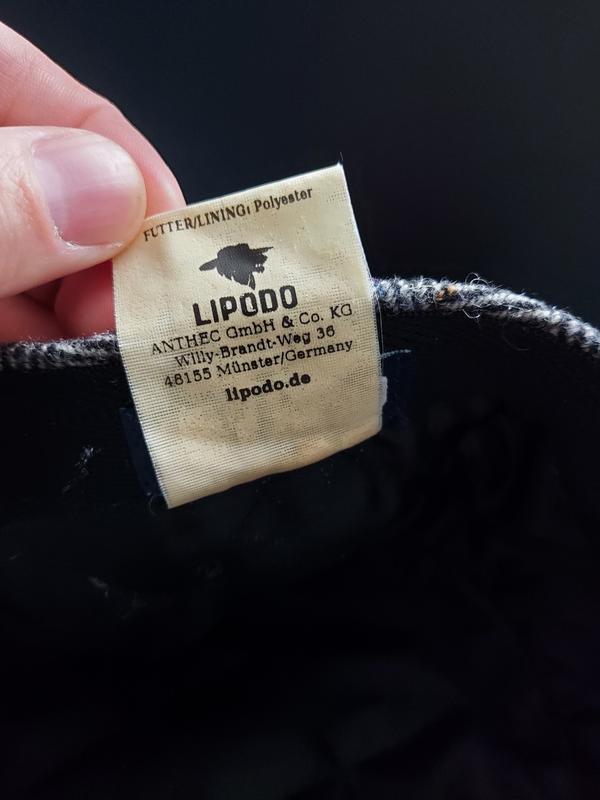 FUTTER/LINING: Polyester
LIPODO
ANTHEC GmbH & Co. KG
Willy-Brandt-Weg 36
48155 Münster/Germany
lipodo.de